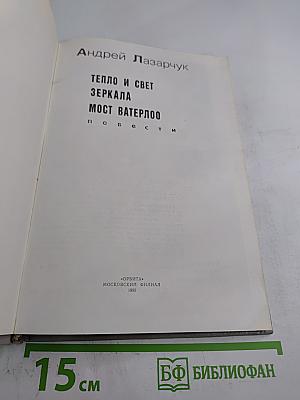 Андрей Лазарчук
ТЕПЛО И СВЕТ
ЗЕРКАЛА
МОСТ ВАТЕРЛОО
повести
«ОРБИТА»
МОСКОВСКИЙ ФИЛИАЛ
15 см
БФ БИБЛИОФАН